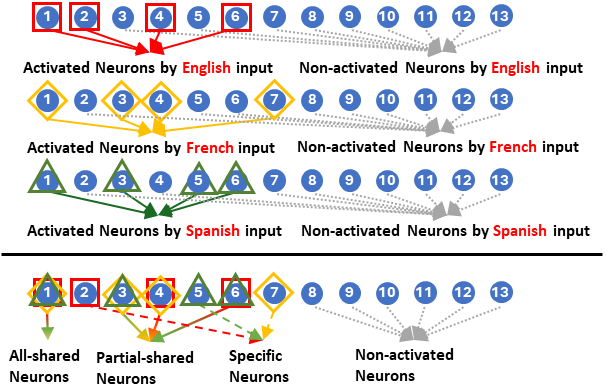 1 2 3 4 5 6 7 8 9 10 11 12 13
Activated Neurons by English input Non-activated Neurons by English input
1 2 3 4 5 6 7 8 9 10 11 12 13
Activated Neurons by French input Non-activated Neurons by French input
1 2 3 4 5 6 7 8 9 10 11 12 13
Activated Neurons by Spanish input Non-activated Neurons by Spanish input
1 2 3 4 5 6 7 8 9 10 11 12 13
All-shared
Neurons
Partial-shared
Neurons
Specific
Neurons
Non-activated
Neurons